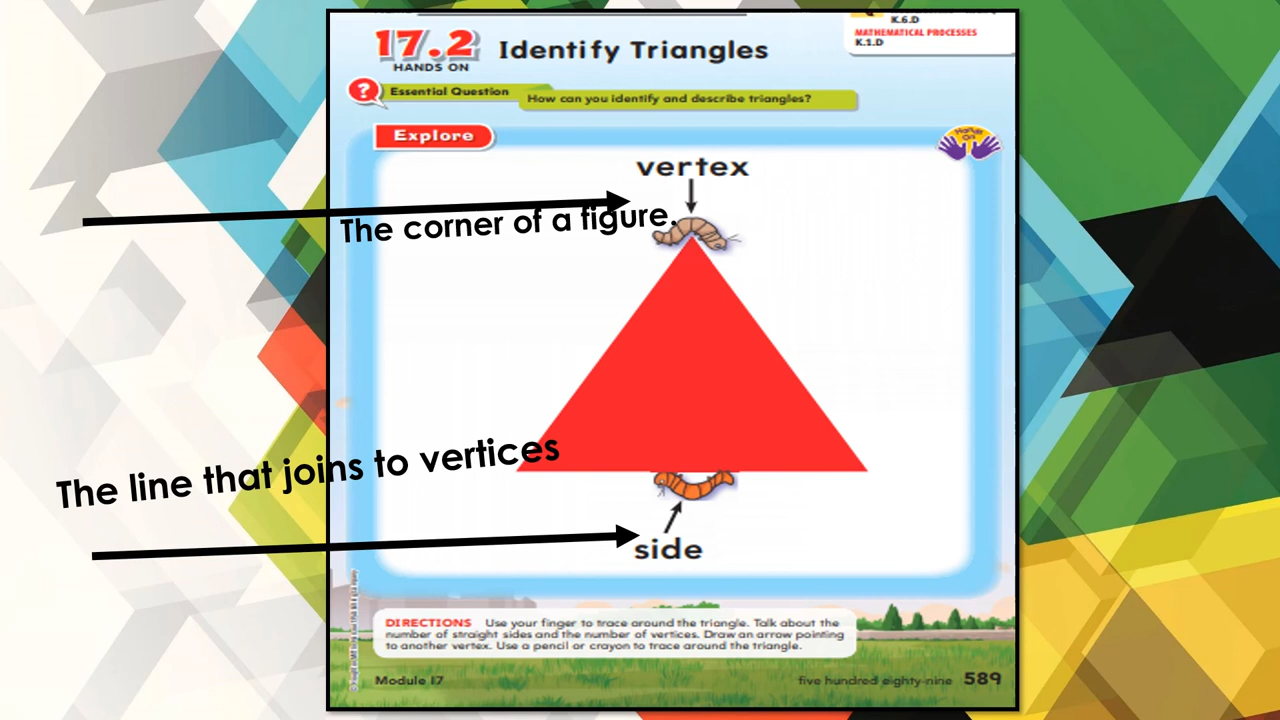 K.6.D
MATHEMATICAL PROCESSES
K.1.D
17.2 Identify Triangles
HANDS ON
? Essential Question
How can you identify and describe triangles?
Explore
Hands On
vertex
The corner of a figure.
The line that joins to vertices
side
DIRECTIONS Use your finger to trace around the triangle. Talk about the
number of straight sides and the number of vertices. Draw an arrow pointing
to another vertex. Use a pencil or crayon to trace around the triangle.
Module 17
five hundred eighty-nine 589